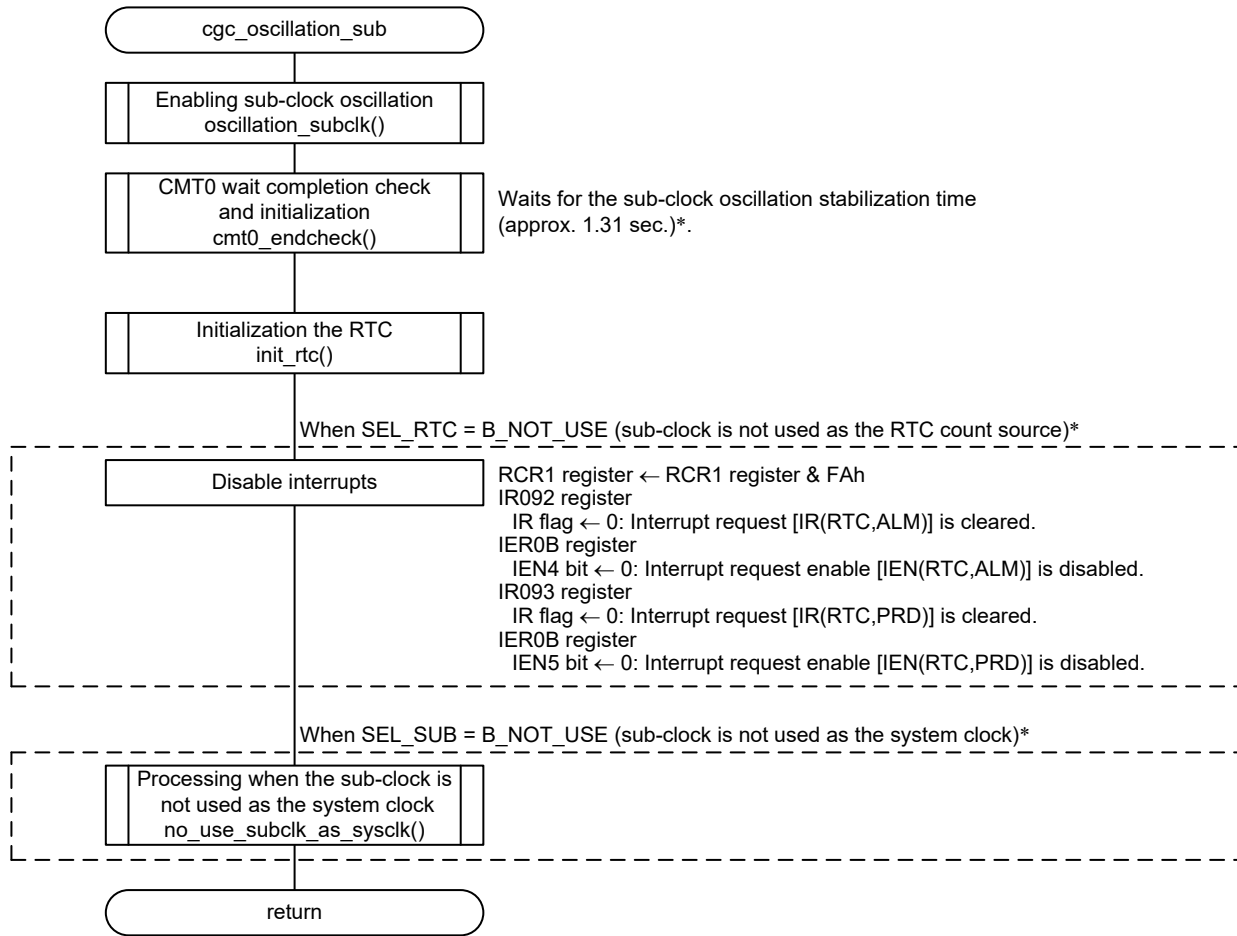 cgc_oscillation_sub
Enabling sub-clock oscillation
oscillation_subclk()
CMT0 wait completion check
and initialization
cmt0_endcheck()
Waits for the sub-clock oscillation stabilization time
(approx. 1.31 sec.)*.
Initialization the RTC
init_rtc()
When SEL_RTC = B_NOT_USE (sub-clock is not used as the RTC count source)*
Disable interrupts
RCR1 register ← RCR1 register & FAh
IR092 register
IR flag ← 0: Interrupt request [IR(RTC,ALM)] is cleared.
IER0B register
IEN4 bit ← 0: Interrupt request enable [IEN(RTC,ALM)] is disabled.
IR093 register
IR flag ← 0: Interrupt request [IR(RTC,PRD)] is cleared.
IER0B register
IEN5 bit ← 0: Interrupt request enable [IEN(RTC,PRD)] is disabled.
When SEL_SUB = B_NOT_USE (sub-clock is not used as the system clock)*
Processing when the sub-clock is
not used as the system clock
no_use_subclk_as_sysclk()
return